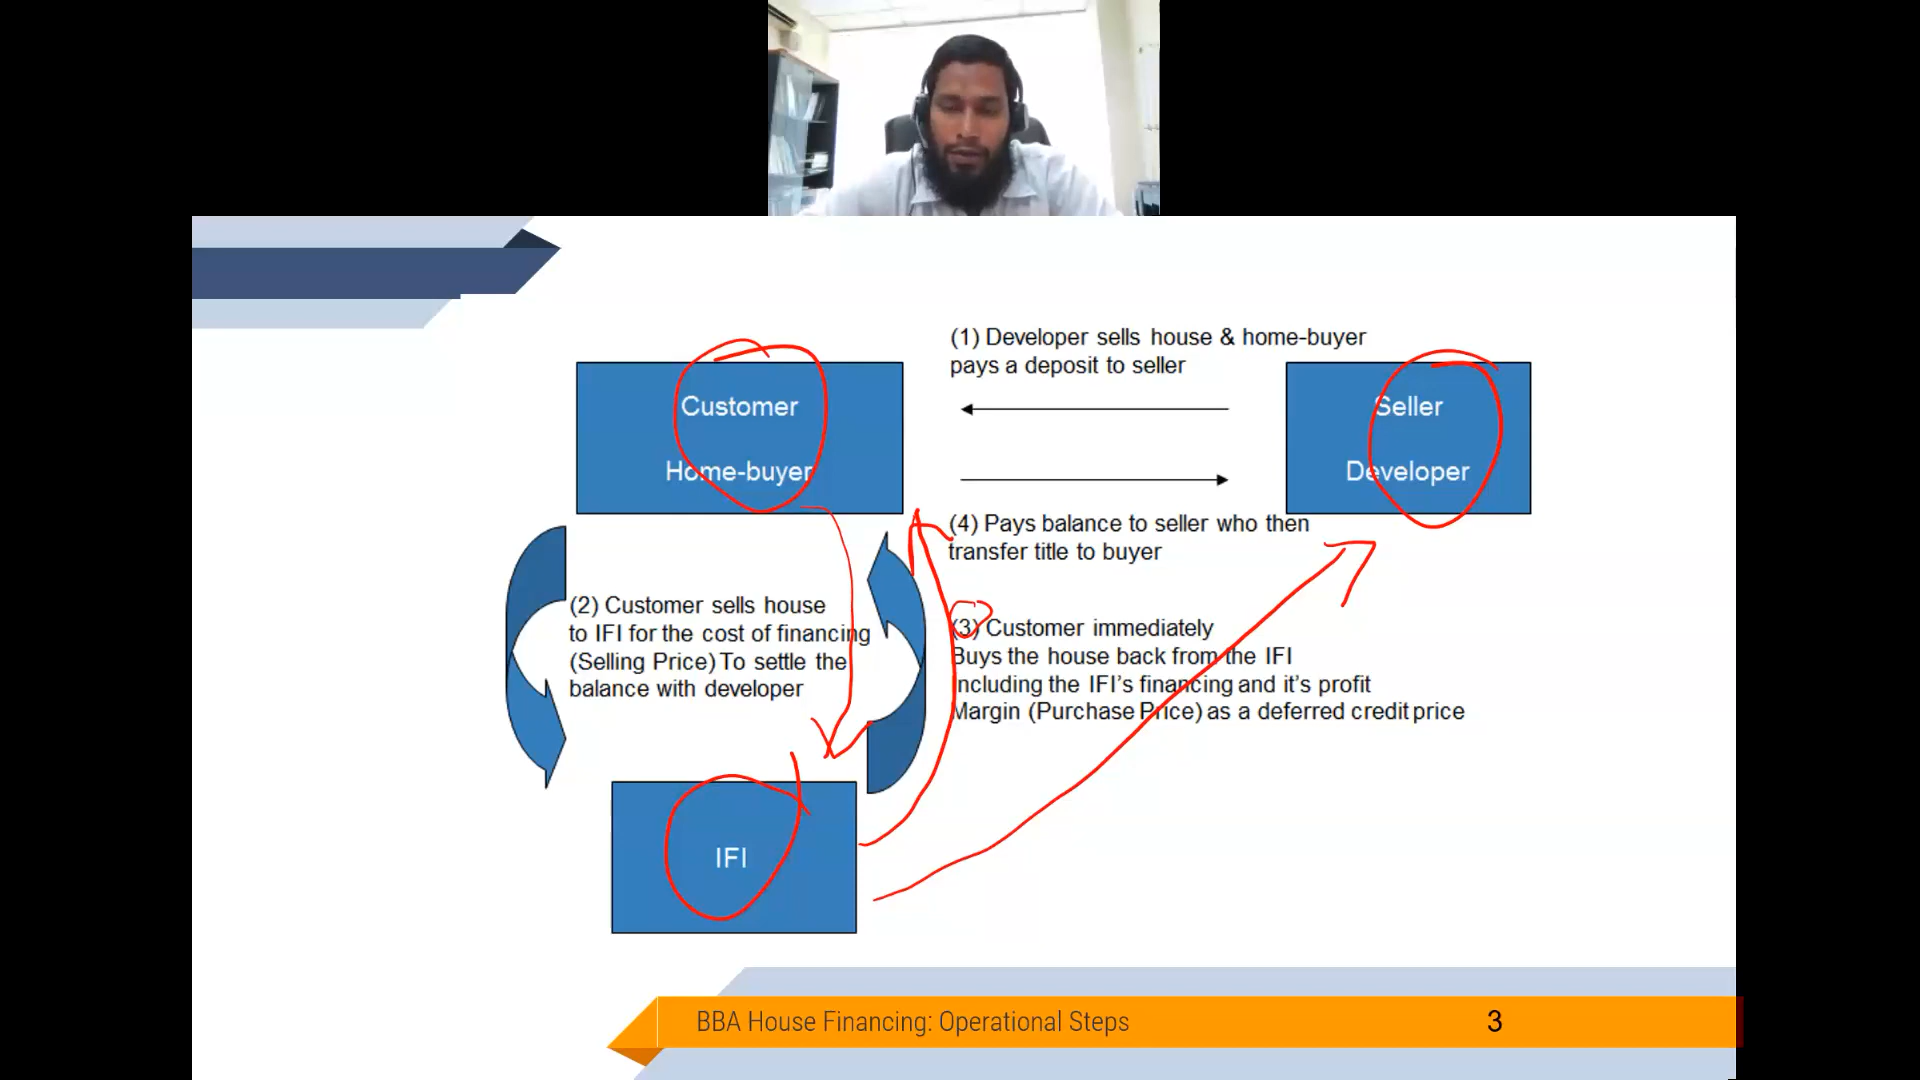 (1) Developer sells house & home-buyer
pays a deposit to seller
Customer
Home-buyer
Seller
Developer
(4) Pays balance to seller who then
transfer title to buyer
(2) Customer sells house
to IFI for the cost of financing
(Selling Price) To settle the
balance with developer
(3) Customer immediately
Buys the house back from the IFI
Including the IFI's financing and it's profit
Margin (Purchase Price) as a deferred credit price
IFI
BBA House Financing: Operational Steps
3